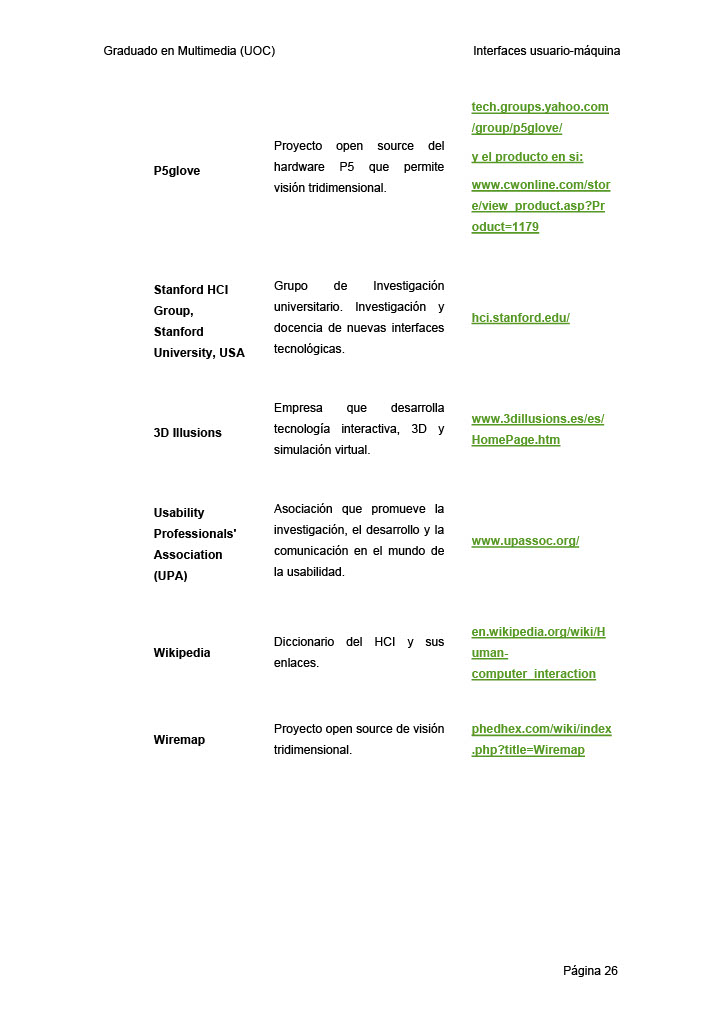 Graduado en Multimedia (UOC) Interfaces usuario-máquina
P5glove
Proyecto open source del
hardware P5 que permite
visión tridimensional.
tech.groups.yahoo.com
/group/p5glove/
y el producto en si:
www.cwonline.com/stor
e/view_product.asp?Pr
oduct=1179
Stanford HCI
Group,
Stanford
University, USA
Grupo de Investigación
universitario. Investigación y
docencia de nuevas interfaces
tecnológicas.
hci.stanford.edu/
3D Illusions
Empresa que desarrolla
tecnología interactiva, 3D y
simulación virtual.
www.3dillusions.es/es/
HomePage.htm
Usability
Professionals'
Association
(UPA)
Asociación que promueve la
investigación, el desarrollo y la
comunicación en el mundo de
la usabilidad.
www.upassoc.org/
Wikipedia
Diccionario del HCI y sus
enlaces.
en.wikipedia.org/wiki/H
uman-
computer_interaction
Wiremap
Proyecto open source de visión
tridimensional.
phedhex.com/wiki/index
.php?title=Wiremap
Página 26